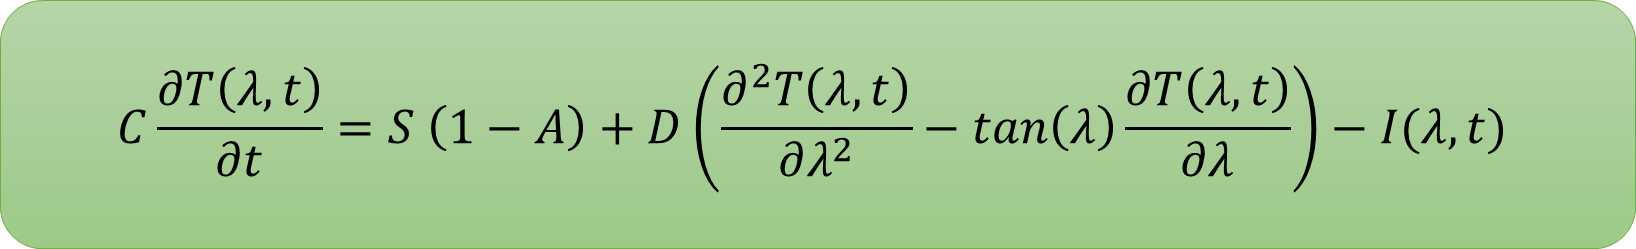 C ∂T(λ, t)/∂t = S (1 − A) + D (∂²T(λ, t)/∂λ² − tan(λ) ∂T(λ, t)/∂λ) − I(λ, t)